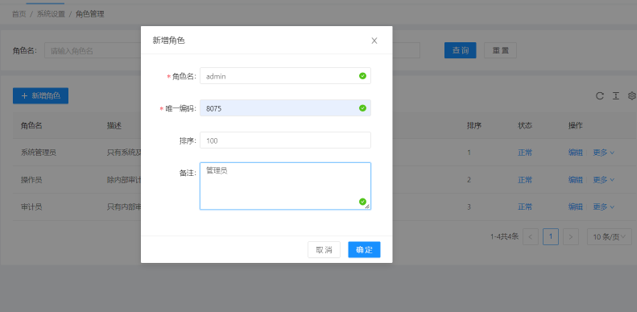 首页 / 系统设置 / 角色管理
角色名: 请输入角色名 查 询 重 置
+ 新增角色
角色名 描述 排序 状态 操作
系统管理员 只有系统及 1 正常 编辑 更多
操作员 除内部审计 2 正常 编辑 更多
审计员 只有内部审 3 正常 编辑 更多
1-4共4条 1 10 条/页
新增角色
* 角色名: admin
* 唯一编码: 8075
排序: 100
备注: 管理员
取 消 确 定